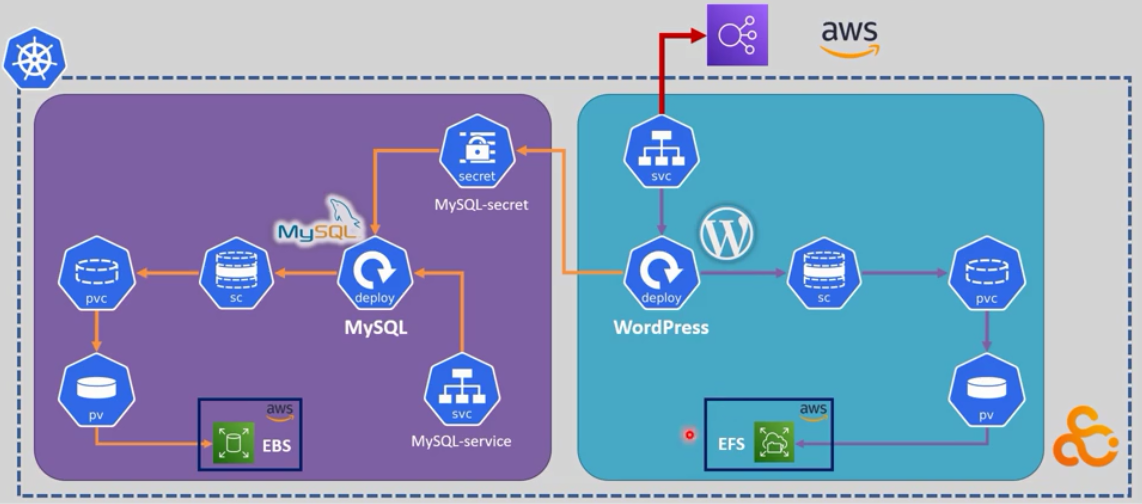 aws
secret
MySQL-secret
svc
MySQL
pvc
sc
deploy
MySQL
deploy
WordPress
sc
pvc
pv
svc
MySQL-service
aws
EBS
pv
aws
EFS